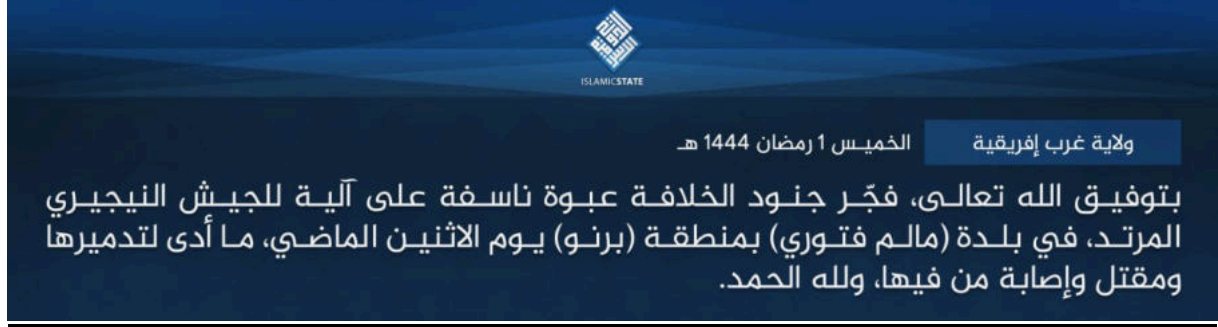 ISLAMICSTATE
ولاية غرب إفريقية الخميس 1 رمضان 1444 هـ
بتوفيق الله تعالى، فجّر جنود الخلافة عبوة ناسفة على آلية للجيش النيجيري
المرتد، في بلدة (مالم فتوري) بمنطقة (برنو) يوم الاثنين الماضي، ما أدى لتدميرها
ومقتل وإصابة من فيها، ولله الحمد.